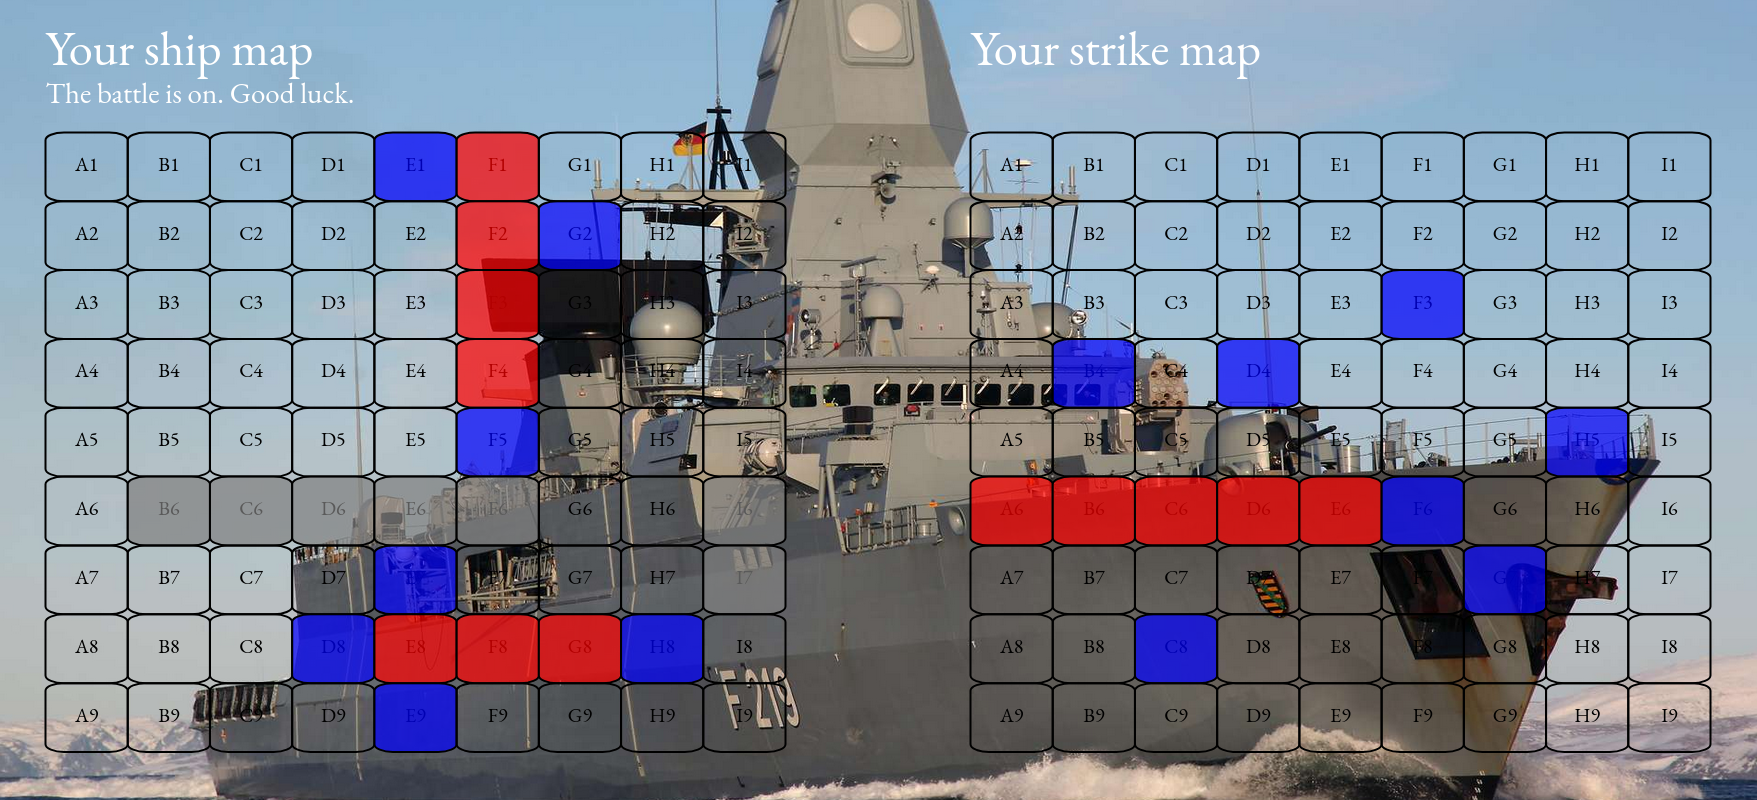 Your ship map
The battle is on. Good luck.
A1 B1 C1 D1 E1 F1 G1 H1 I1
A2 B2 C2 D2 E2 F2 G2 H2 I2
A3 B3 C3 D3 E3 F3 G3 H3 I3
A4 B4 C4 D4 E4 F4 G4 H4 I4
A5 B5 C5 D5 E5 F5 G5 H5 I5
A6 B6 C6 D6 E6 F6 G6 H6 I6
A7 B7 C7 D7 F7 G7 H7 I7
A8 B8 C8 D8 E8 F8 G8 H8 I8
A9 B9 C9 D9 E9 F9 G9 H9 I9
Your strike map
A1 B1 C1 D1 E1 F1 G1 H1 I1
A2 B2 C2 D2 E2 F2 G2 H2 I2
A3 B3 C3 D3 E3 F3 G3 H3 I3
A4 B4 C4 D4 E4 F4 G4 H4 I4
A5 B5 C5 D5 E5 F5 G5 H5 I5
A6 B6 C6 D6 E6 F6 G6 H6 I6
A7 B7 C7 E7 F7 H7 I7
A8 B8 C8 D8 E8 F8 G8 H8 I8
A9 B9 C9 D9 E9 F9 G9 H9 I9
F 219